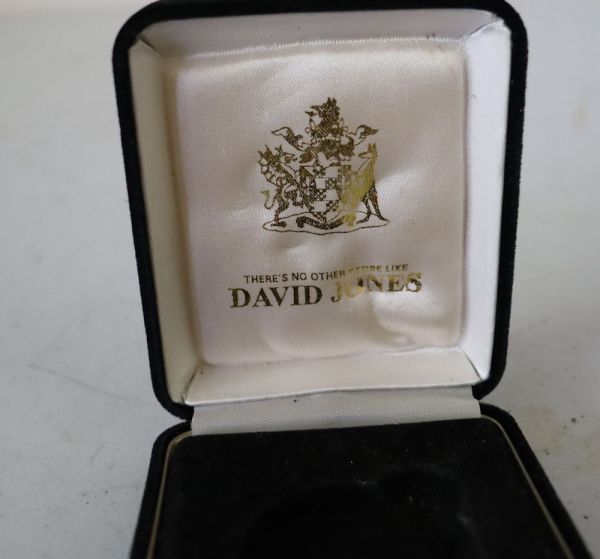 THERE'S NO OTHER STORE LIKE
DAVID JONES